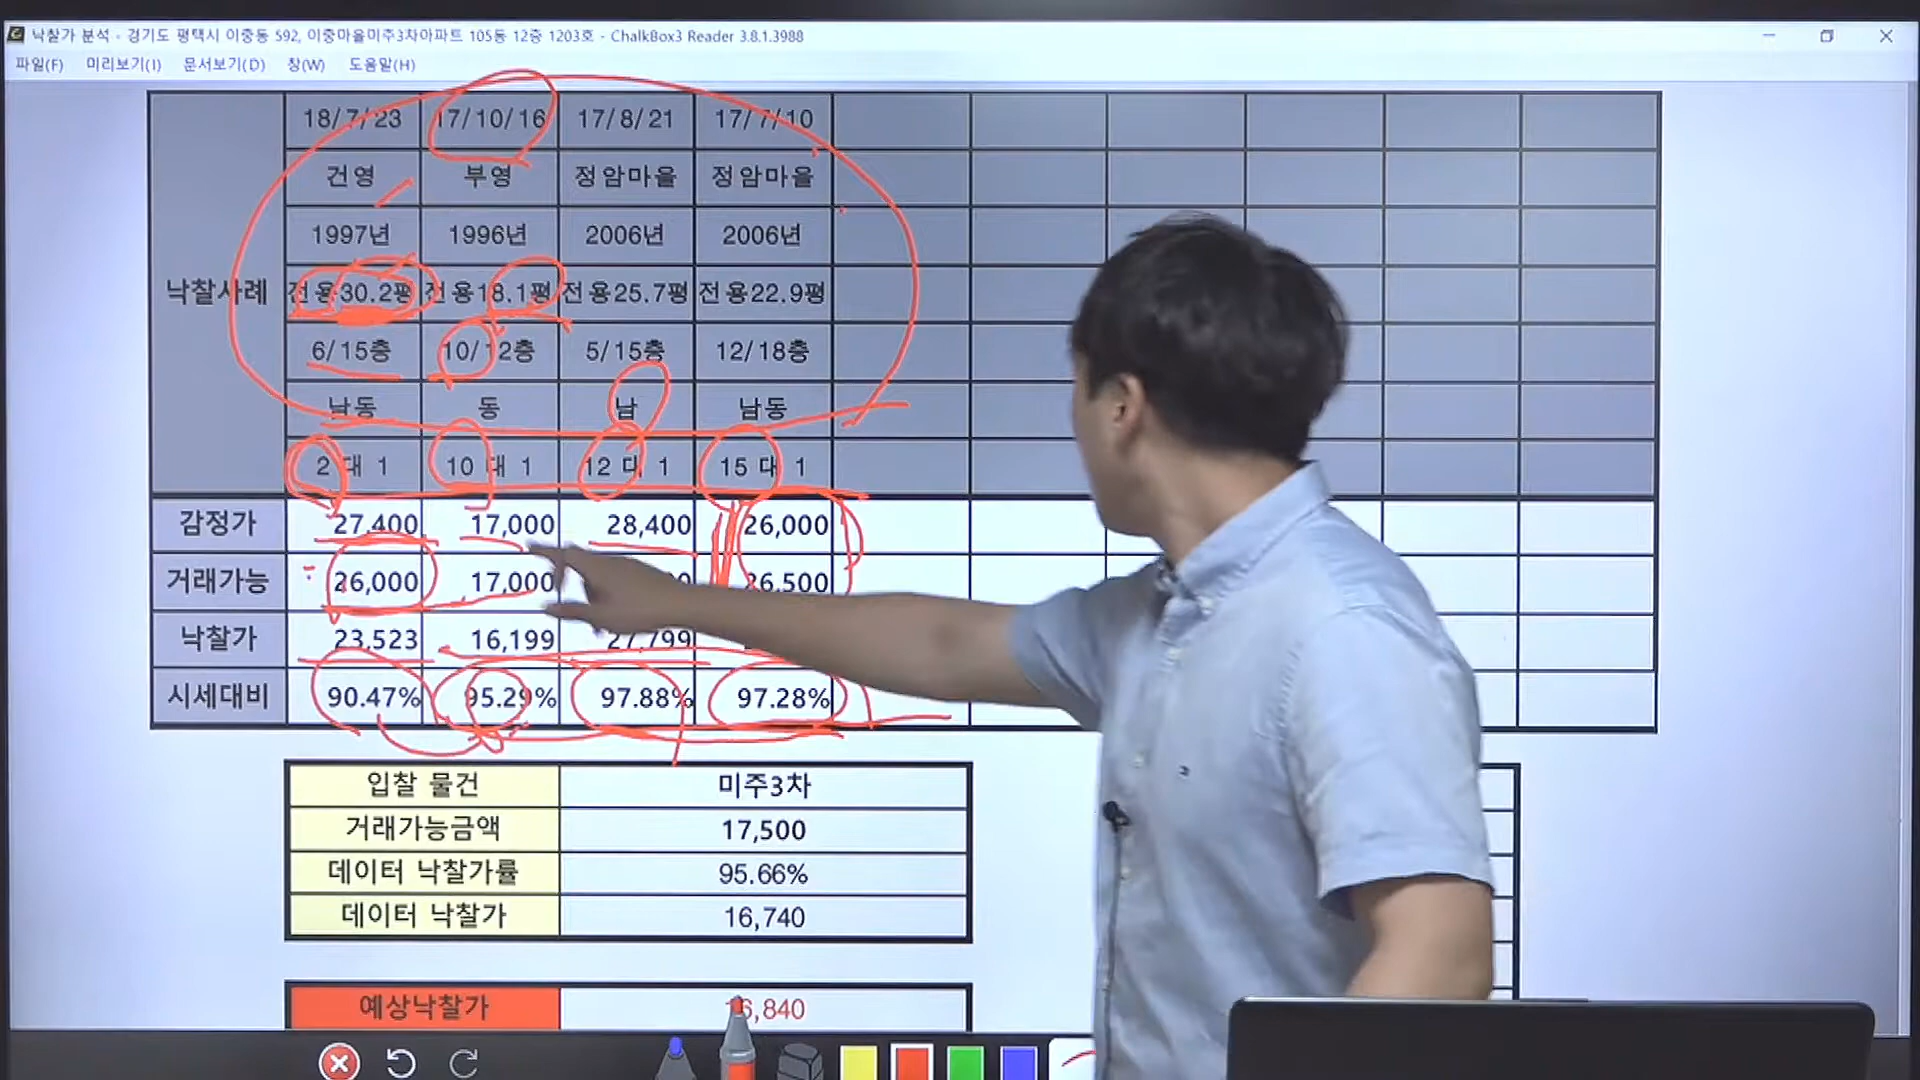 낙찰가 분석 - 경기도 평택시 이충동 592, 이충마을미주3차아파트 105동 12층 1203호 - ChalkBox3 Reader 3.8.1.3988
파일(F) 미리보기(I) 문서보기(D) 창(W) 도움말(H)
18/7/23 17/10/16 17/8/21 17/7/10
건영 부영 정암마을 정암마을
1997년 1996년 2006년 2006년
낙찰사례 전용30.2평 전용18.1평 전용25.7평 전용22.9평
6/15층 10/12층 5/15층 12/18층
남동 동 남 남동
2 대 1 10 대 1 12 대 1 15 대 1
감정가 27,400 17,000 28,400 26,000
거래가능 26,000 17,000 26,500
낙찰가 23,523 16,199 27,799
시세대비 90.47% 95.29% 97.88% 97.28%
입찰 물건 미주3차
거래가능금액 17,500
데이터 낙찰가률 95.66%
데이터 낙찰가 16,740
예상낙찰가 16,840